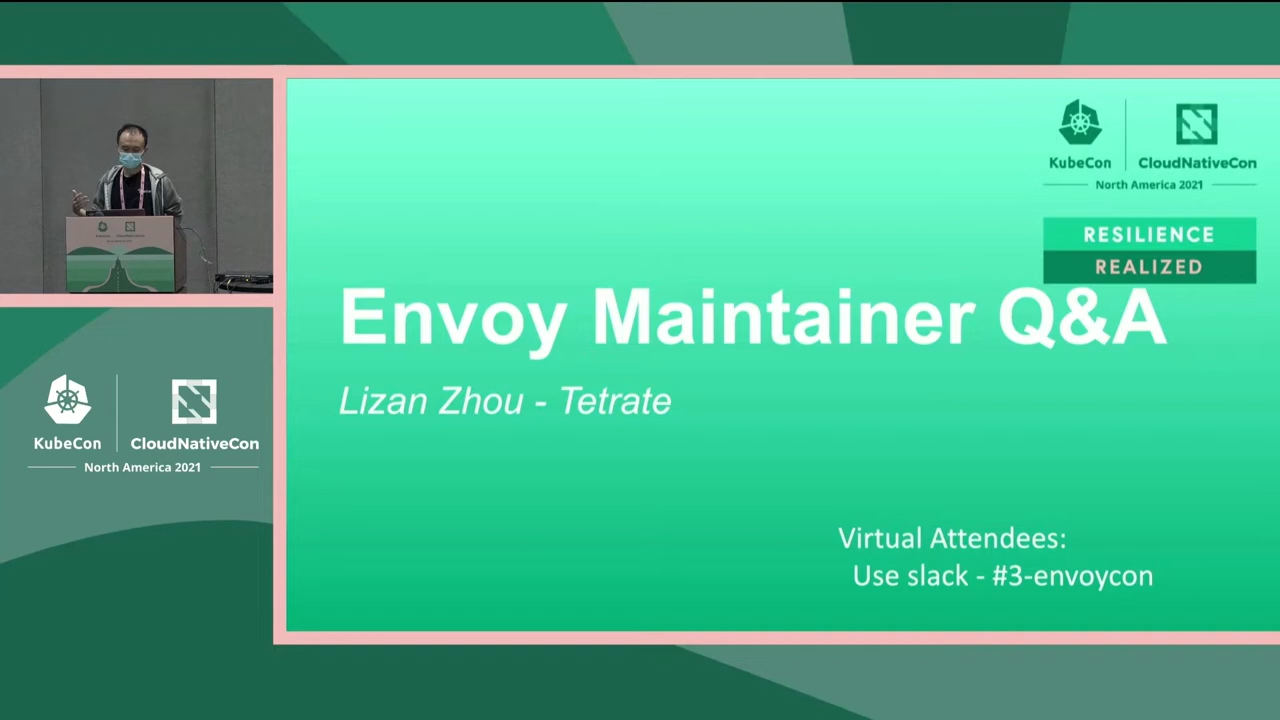 KubeCon
CloudNativeCon
North America 2021
RESILIENCE
REALIZED
Envoy Maintainer Q&A
Lizan Zhou - Tetrate
Virtual Attendees:
Use slack - #3-envoycon
KubeCon
CloudNativeCon
North America 2021